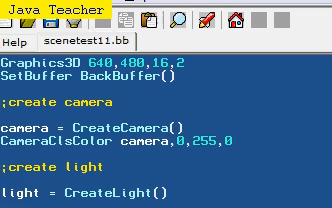 Java Teacher
Help
scenetest11.bb
Graphics3D 640,480,16,2
SetBuffer BackBuffer()
;create camera
camera = CreateCamera()
CameraClsColor camera,0,255,0
;create light
light = CreateLight()